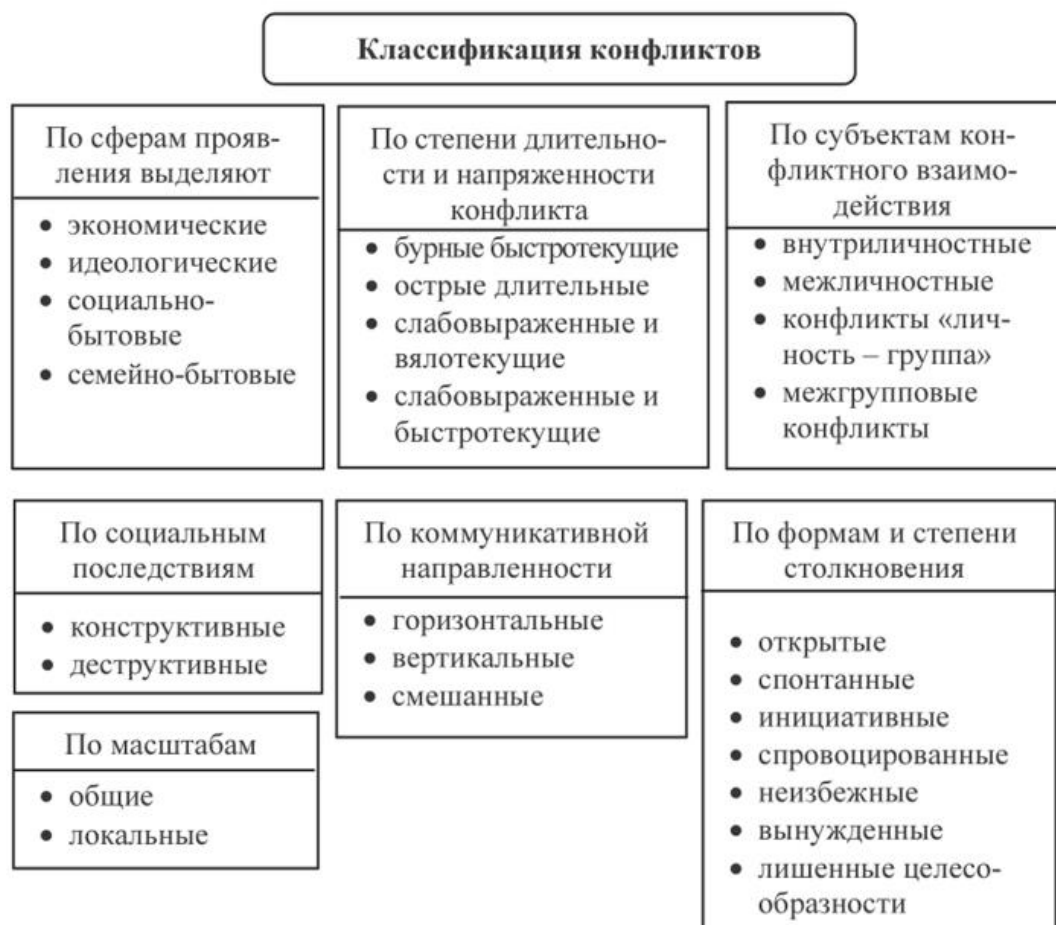 Классификация конфликтов
По сферам прояв-
ления выделяют
• экономические
• идеологические
• социально-
бытовые
• семейно-бытовые
По степени длительно-
сти и напряженности
конфликта
• бурные быстротекущие
• острые длительные
• слабовыраженные и
вялотекущие
• слабовыраженные и
быстротекущие
По субъектам кон-
фликтного взаимо-
действия
• внутриличностные
• межличностные
• конфликты «лич-
ность – группа»
• межгрупповые
конфликты
По социальным
последствиям
• конструктивные
• деструктивные
По масштабам
• общие
• локальные
По коммуникативной
направленности
• горизонтальные
• вертикальные
• смешанные
По формам и степени
столкновения
• открытые
• спонтанные
• инициативные
• спровоцированные
• неизбежные
• вынужденные
• лишенные целесо-
образности